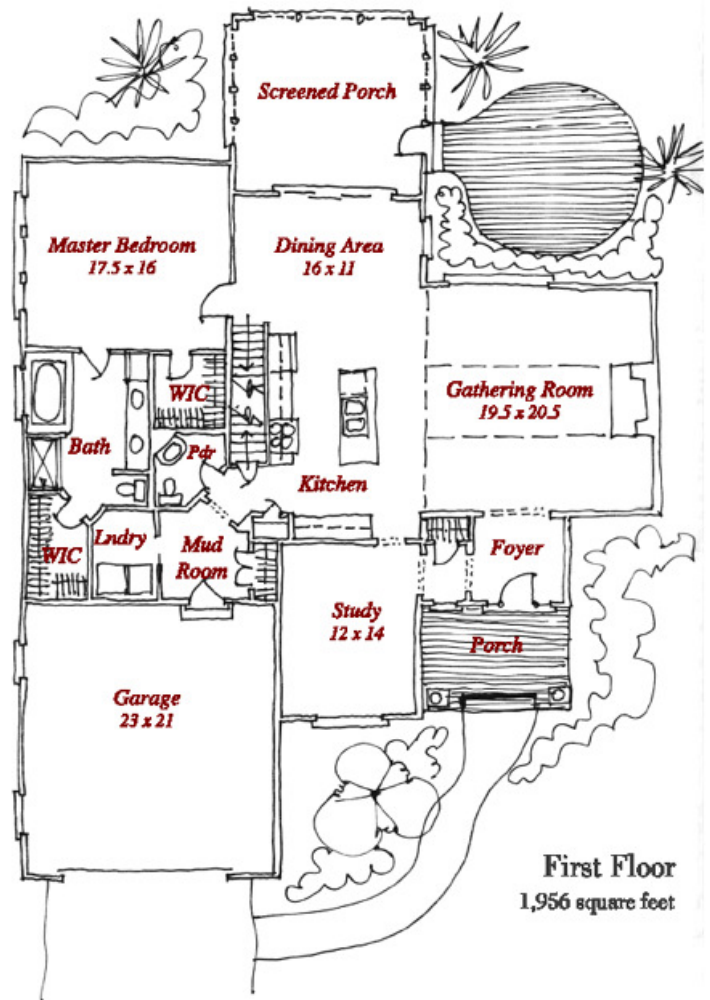 Screened Porch
Master Bedroom
17.5 x 16
Dining Area
16 x 11
WIC
Gathering Room
19.5 x 20.5
Bath
Pdr
Kitchen
WIC
Lndry
Mud
Room
Foyer
Study
12 x 14
Porch
Garage
23 x 21
First Floor
1,956 square feet